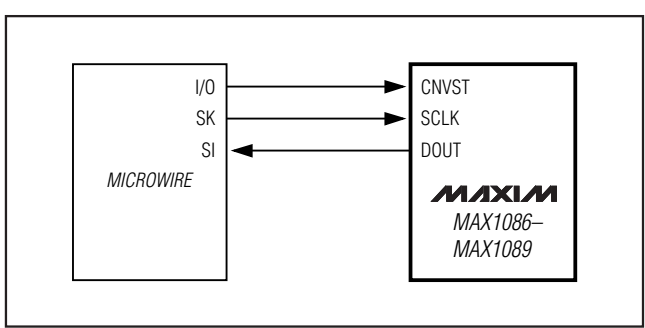 I/O
SK
SI
MICROWIRE
CNVST
SCLK
DOUT
MAXIM
MAX1086–
MAX1089